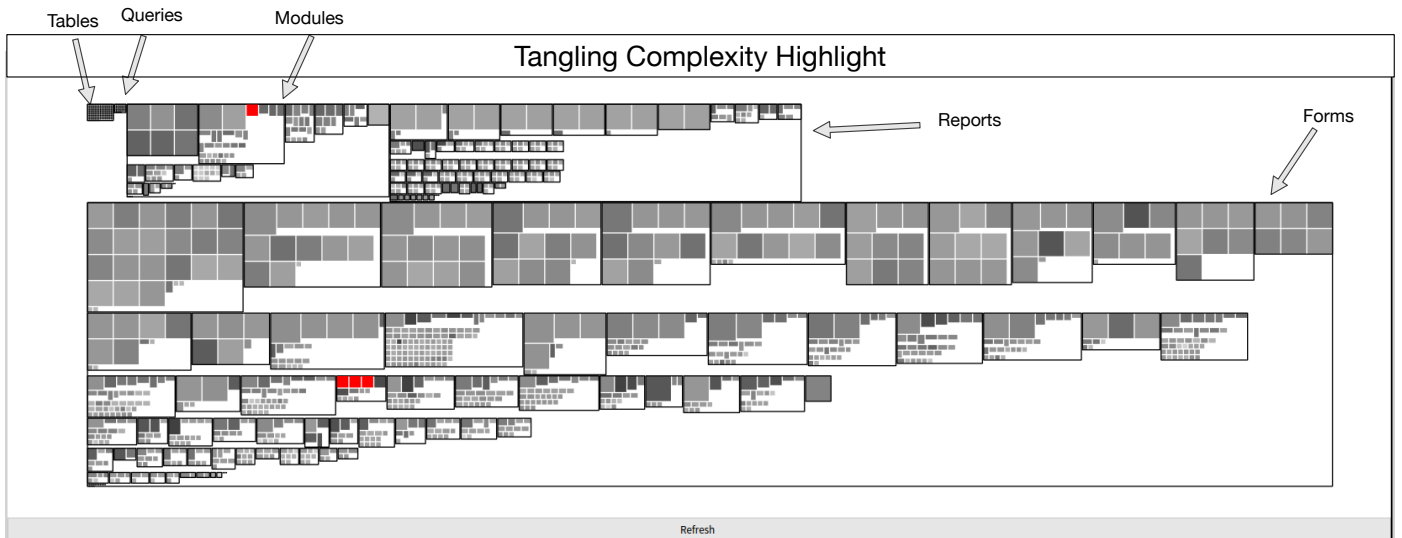 Tables
Queries
Modules
Tangling Complexity Highlight
Reports
Forms
Refresh